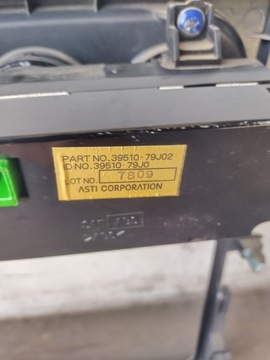 PART NO. 39510-79J02
ID NO. 39510-79J0
LOT NO. 7809
ASTI CORPORATION